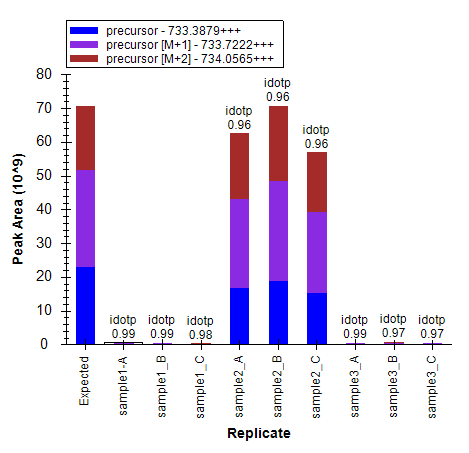 precursor - 733.3879+++
precursor [M+1] - 733.7222+++
precursor [M+2] - 734.0565+++
Peak Area (10^9)
80
70
60
50
40
30
20
10
0
idotp
0.99
idotp
0.99
idotp
0.98
idotp
0.96
idotp
0.96
idotp
0.96
idotp
0.99
idotp
0.97
idotp
0.97
Expected
sample1-A
sample1_B
sample1_C
sample2_A
sample2_B
sample2_C
sample3_A
sample3_B
sample3_C
Replicate